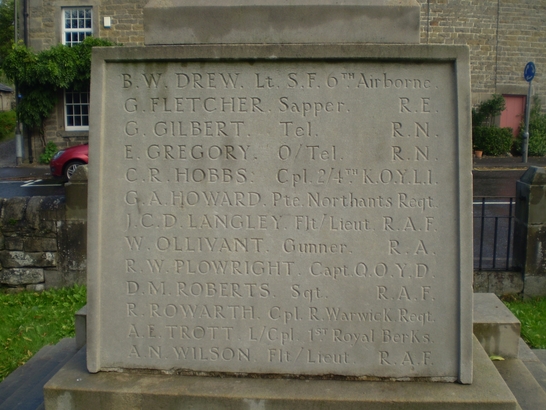 B. W. DREW. Lt. S.F. 6TH Airborne.
G. FLETCHER. Sapper. R.E.
G. GILBERT. Tel. R.N.
E. GREGORY. O/Tel. R.N.
C. R. HOBBS. Cpl. 2/4TH K.O.Y.L.I.
G. A. HOWARD. Pte. Northants Regt.
J. C. D. LANGLEY. Flt/Lieut. R.A.F.
W. OLLIVANT. Gunner. R.A.
R. W. PLOWRIGHT. Capt. Q.O.Y.D.
D. M. ROBERTS. Sgt. R.A.F.
R. ROWARTH. Cpl. R. Warwick Regt.
A. E. TROTT. L/Cpl. 1ST Royal Berks.
A. N. WILSON. Flt/Lieut. R.A.F.